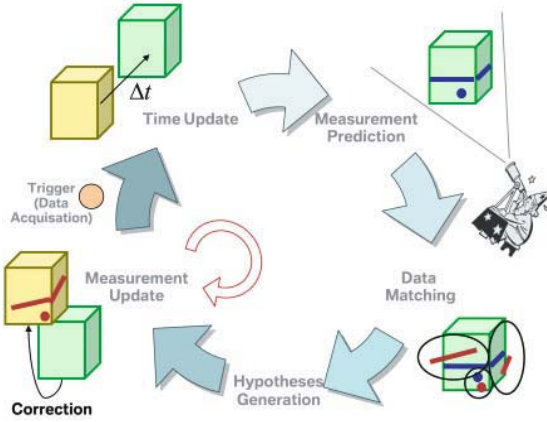 Δt
Time Update
Measurement
Prediction
Trigger
(Data
Acquisation)
Measurement
Update
Data
Matching
Hypotheses
Generation
Correction